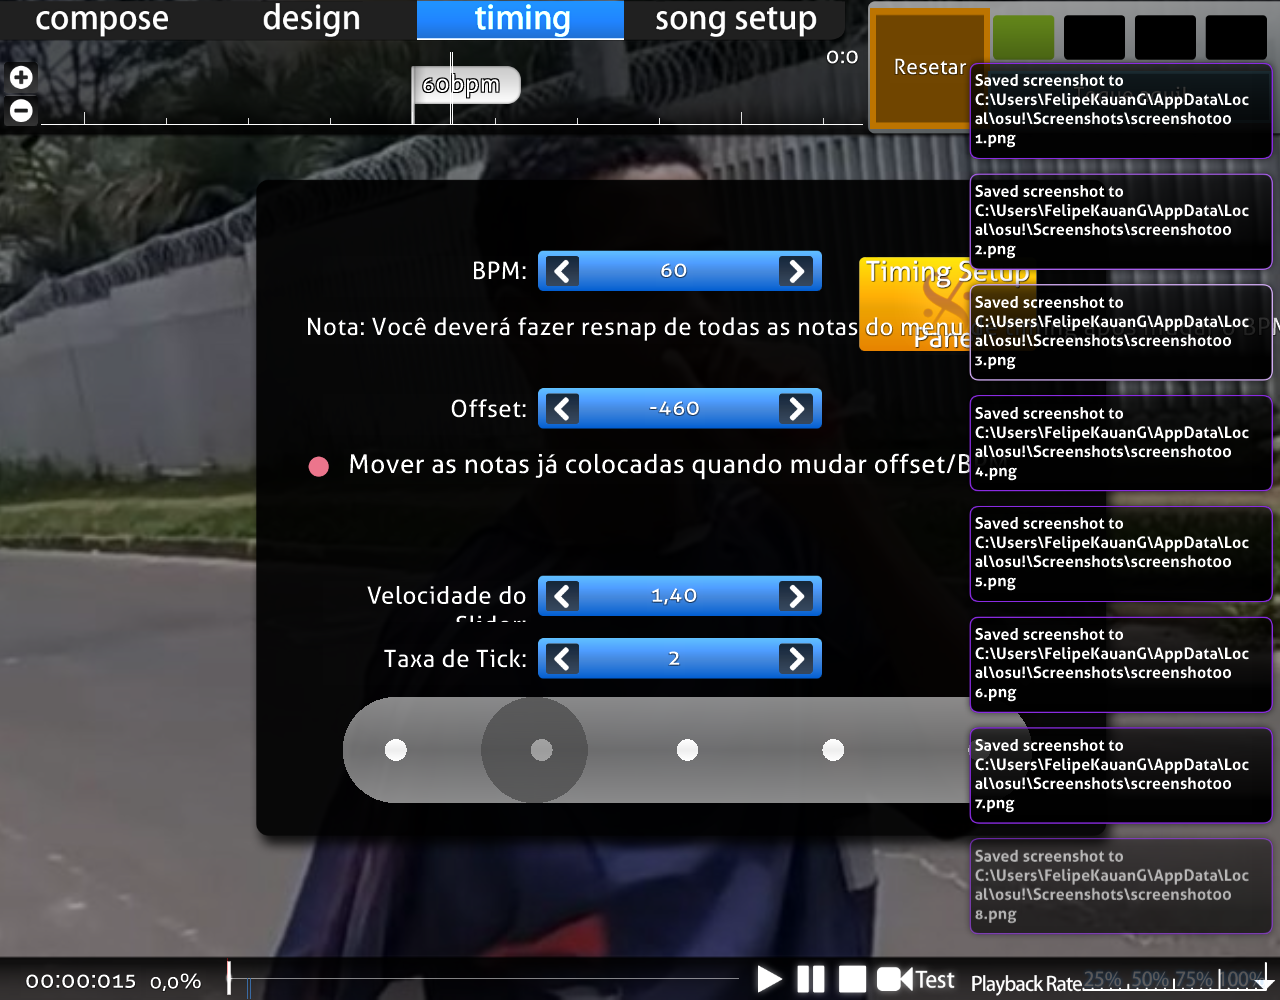 compose design timing song setup
0:0
60bpm
Resetar
BPM: 60
Timing Setup
Nota: Você deverá fazer resnap de todas as notas do menu
Offset: -460
Mover as notas já colocadas quando mudar offset/B
Velocidade do
Slider:
1,40
Taxa de Tick: 2
Saved screenshot to
C:\Users\FelipeKauanG\AppData\Loc
al\osu!\Screenshots\screenshot00
1.png
Saved screenshot to
C:\Users\FelipeKauanG\AppData\Loc
al\osu!\Screenshots\screenshot00
2.png
Saved screenshot to
C:\Users\FelipeKauanG\AppData\Loc
al\osu!\Screenshots\screenshot00
3.png
Saved screenshot to
C:\Users\FelipeKauanG\AppData\Loc
al\osu!\Screenshots\screenshot00
4.png
Saved screenshot to
C:\Users\FelipeKauanG\AppData\Loc
al\osu!\Screenshots\screenshot00
5.png
Saved screenshot to
C:\Users\FelipeKauanG\AppData\Loc
al\osu!\Screenshots\screenshot00
6.png
Saved screenshot to
C:\Users\FelipeKauanG\AppData\Loc
al\osu!\Screenshots\screenshot00
7.png
Saved screenshot to
C:\Users\FelipeKauanG\AppData\Loc
al\osu!\Screenshots\screenshot00
8.png
00:00:015 0,0% Test Playback Rate 25% 50% 75% 100%